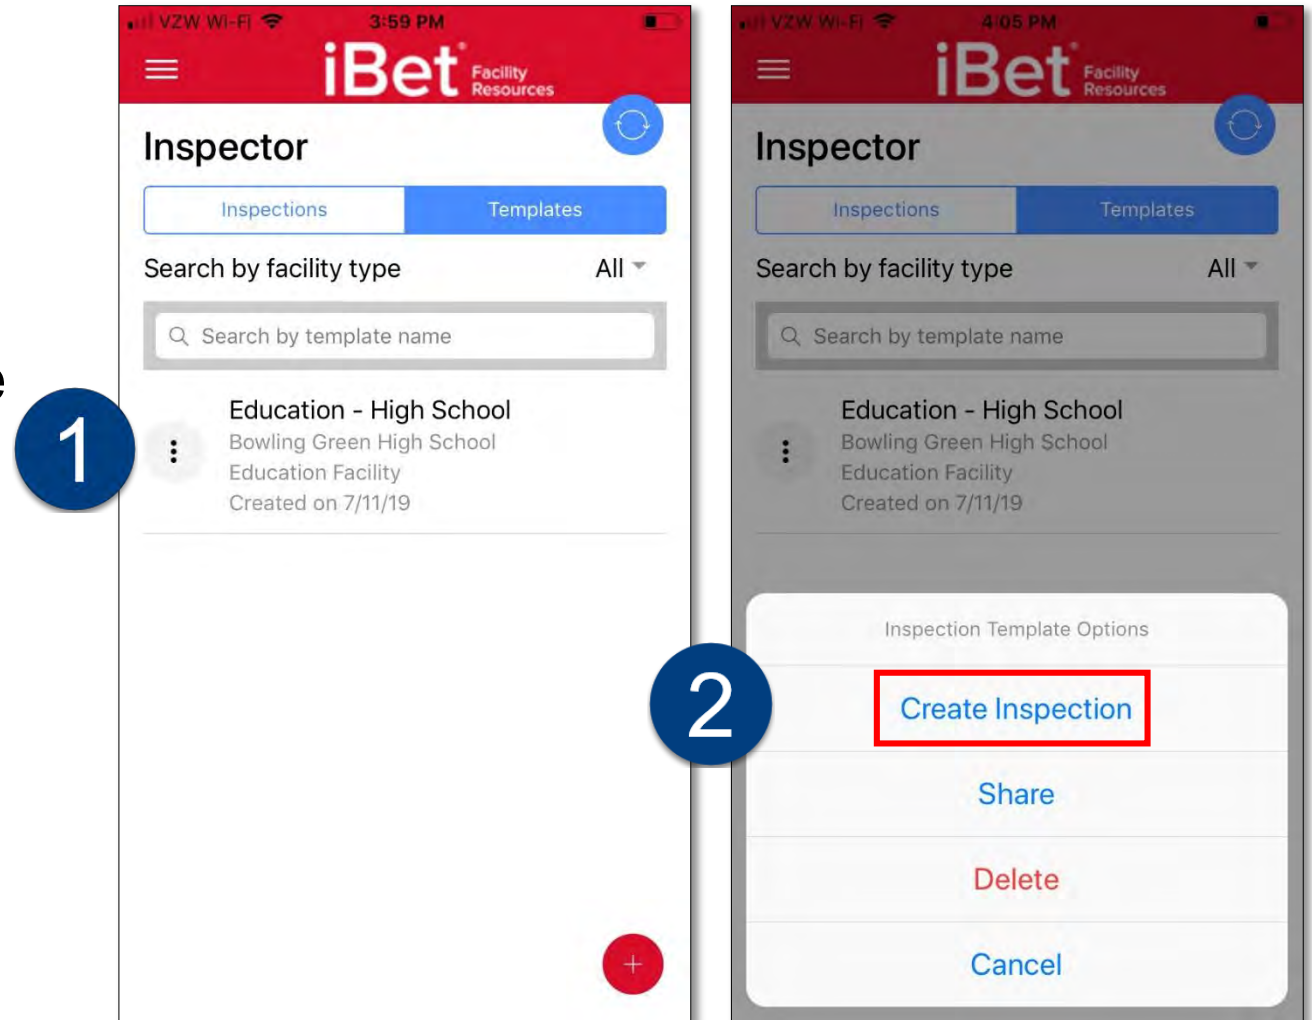 VZW Wi-Fi 3:59 PM
iBet Facility Resources
Inspector
Inspections Templates
Search by facility type All
Search by template name
e
1
Education - High School
Bowling Green High School
Education Facility
Created on 7/11/19
+
VZW Wi-Fi 4:05 PM
iBet Facility Resources
Inspector
Inspections Templates
Search by facility type All
Search by template name
Education - High School
Bowling Green High School
Education Facility
Created on 7/11/19
Inspection Template Options
2
Create Inspection
Share
Delete
Cancel